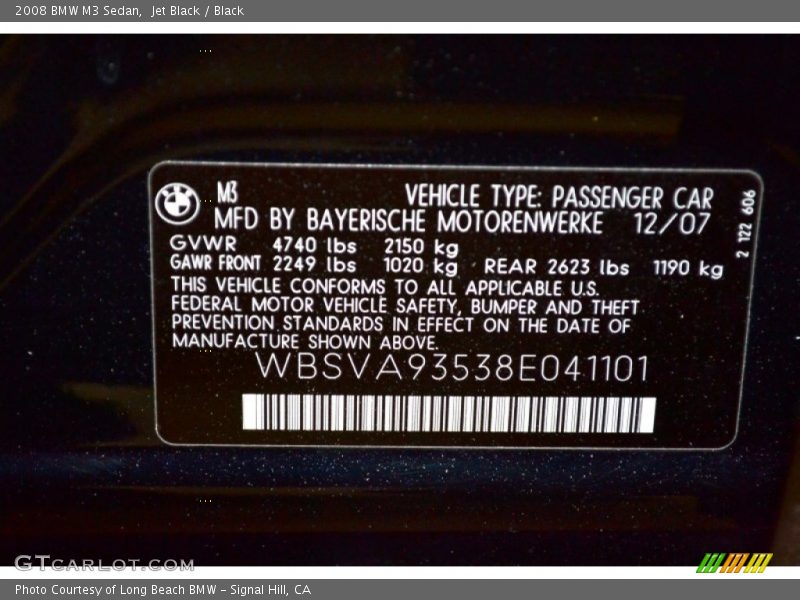 2008 BMW M3 Sedan,  Jet Black / Black
M3
VEHICLE TYPE: PASSENGER CAR
MFD BY BAYERISCHE MOTORENWERKE 12/07
GVWR 4740 lbs 2150 kg
GAWR FRONT 2249 lbs 1020 kg REAR 2623 lbs 1190 kg
THIS VEHICLE CONFORMS TO ALL APPLICABLE U.S.
FEDERAL MOTOR VEHICLE SAFETY, BUMPER AND THEFT
PREVENTION STANDARDS IN EFFECT ON THE DATE OF
MANUFACTURE SHOWN ABOVE.
WBSVA93538E041101
2 122 606
GTCARLOT.COM
Photo Courtesy of Long Beach BMW - Signal Hill, CA